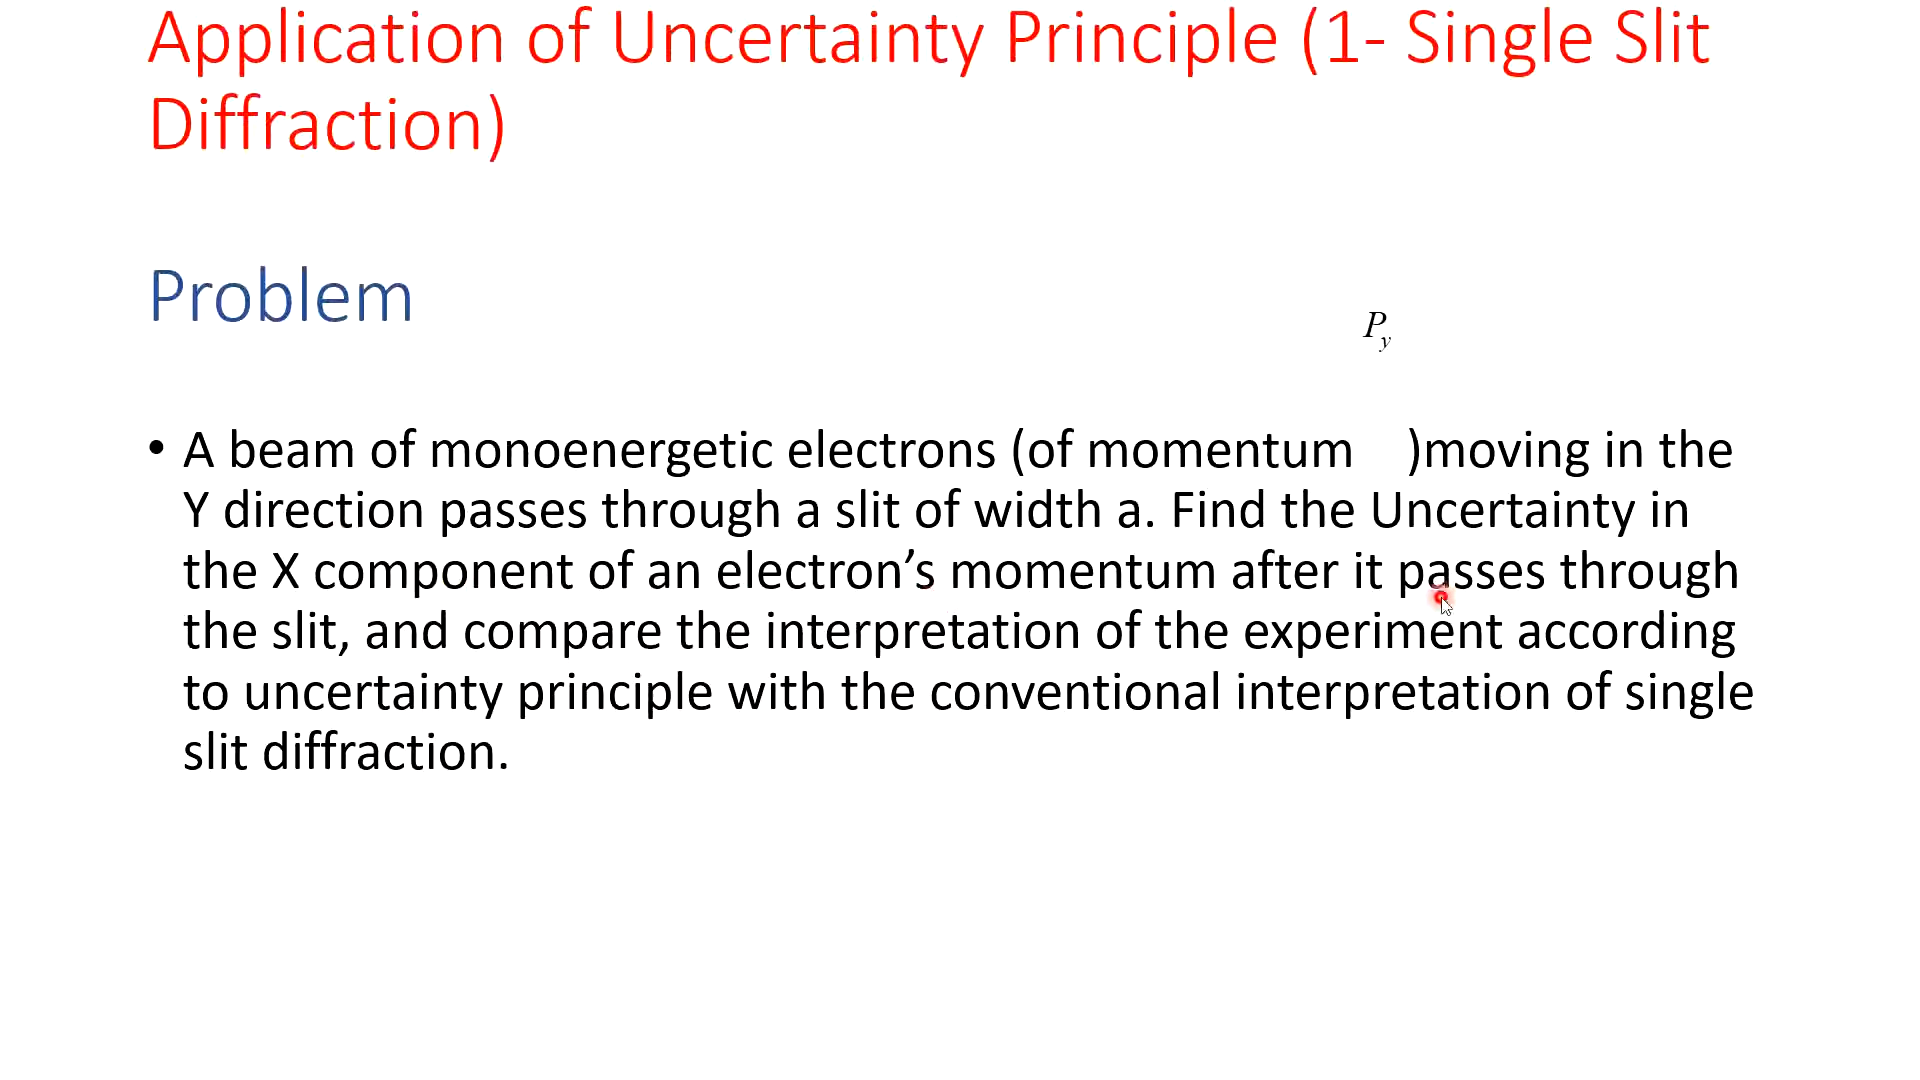 Application of Uncertainty Principle (1- Single Slit
Diffraction)
Problem
P_y
• A beam of monoenergetic electrons (of momentum )moving in the
Y direction passes through a slit of width a. Find the Uncertainty in
the X component of an electron’s momentum after it passes through
the slit, and compare the interpretation of the experiment according
to uncertainty principle with the conventional interpretation of single
slit diffraction.